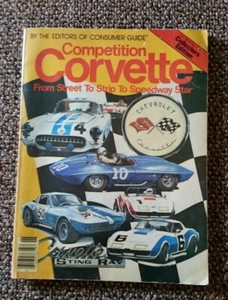 BY THE EDITORS OF CONSUMER GUIDE
Competition
Collector's
Edition
Corvette
From Street To Strip To Speedway Star
CHEVROLET
4
10
6
Corvette
STING RAY